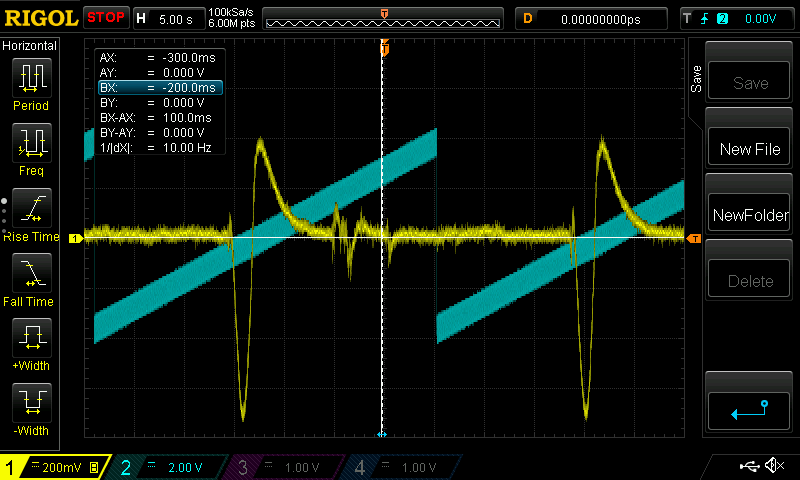 RIGOL STOP H 5.00 s 100kSa/s 6.00M pts T D 0.00000000ps T 2 0.00V
Horizontal
Period
Freq
Rise Time
Fall Time
+Width
-Width
AX: = -300.0ms
AY: = 0.000 V
BX: = -200.0ms
BY: = 0.000 V
BX-AX: = 100.0ms
BY-AY: = 0.000 V
1/|dX|: = 10.00 Hz
T
1
T
Save
Save
New File
NewFolder
Delete
1 200mV B 2 2.00 V 3 1.00 V 4 1.00 V